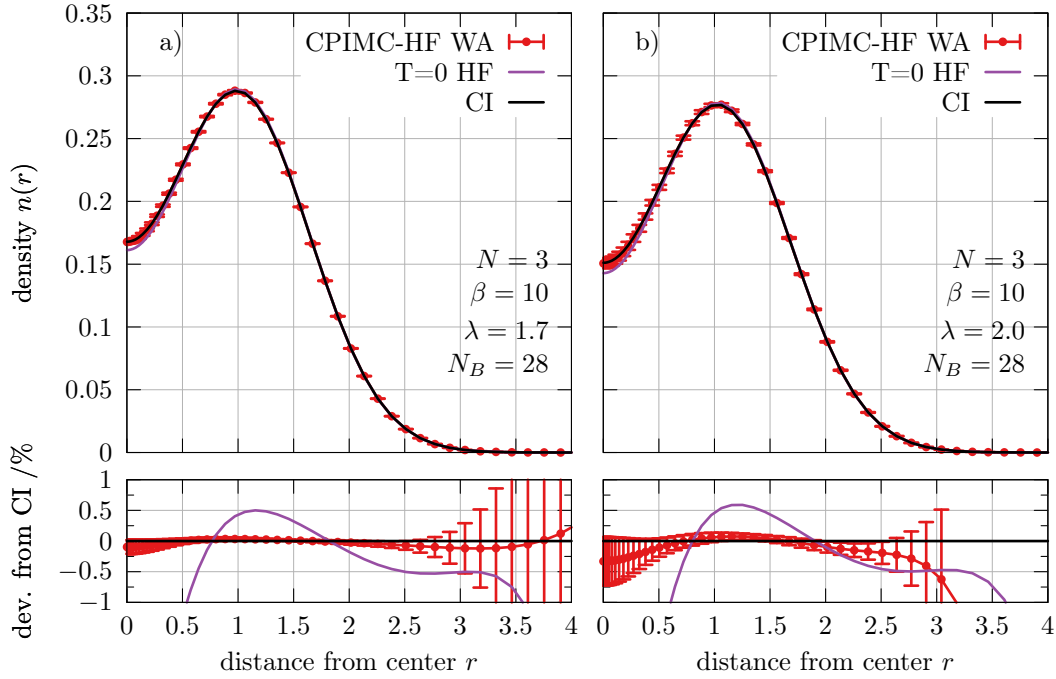 a)
CPIMC-HF WA
T=0 HF
CI
N = 3
β = 10
λ = 1.7
N_B = 28
density n(r)
0.35
0.3
0.25
0.2
0.15
0.1
0.05
0
b)
CPIMC-HF WA
T=0 HF
CI
N = 3
β = 10
λ = 2.0
N_B = 28
dev. from CI /%
1
0.5
0
−0.5
−1
0 0.5 1 1.5 2 2.5 3 3.5 4
distance from center r
0 0.5 1 1.5 2 2.5 3 3.5 4
distance from center r